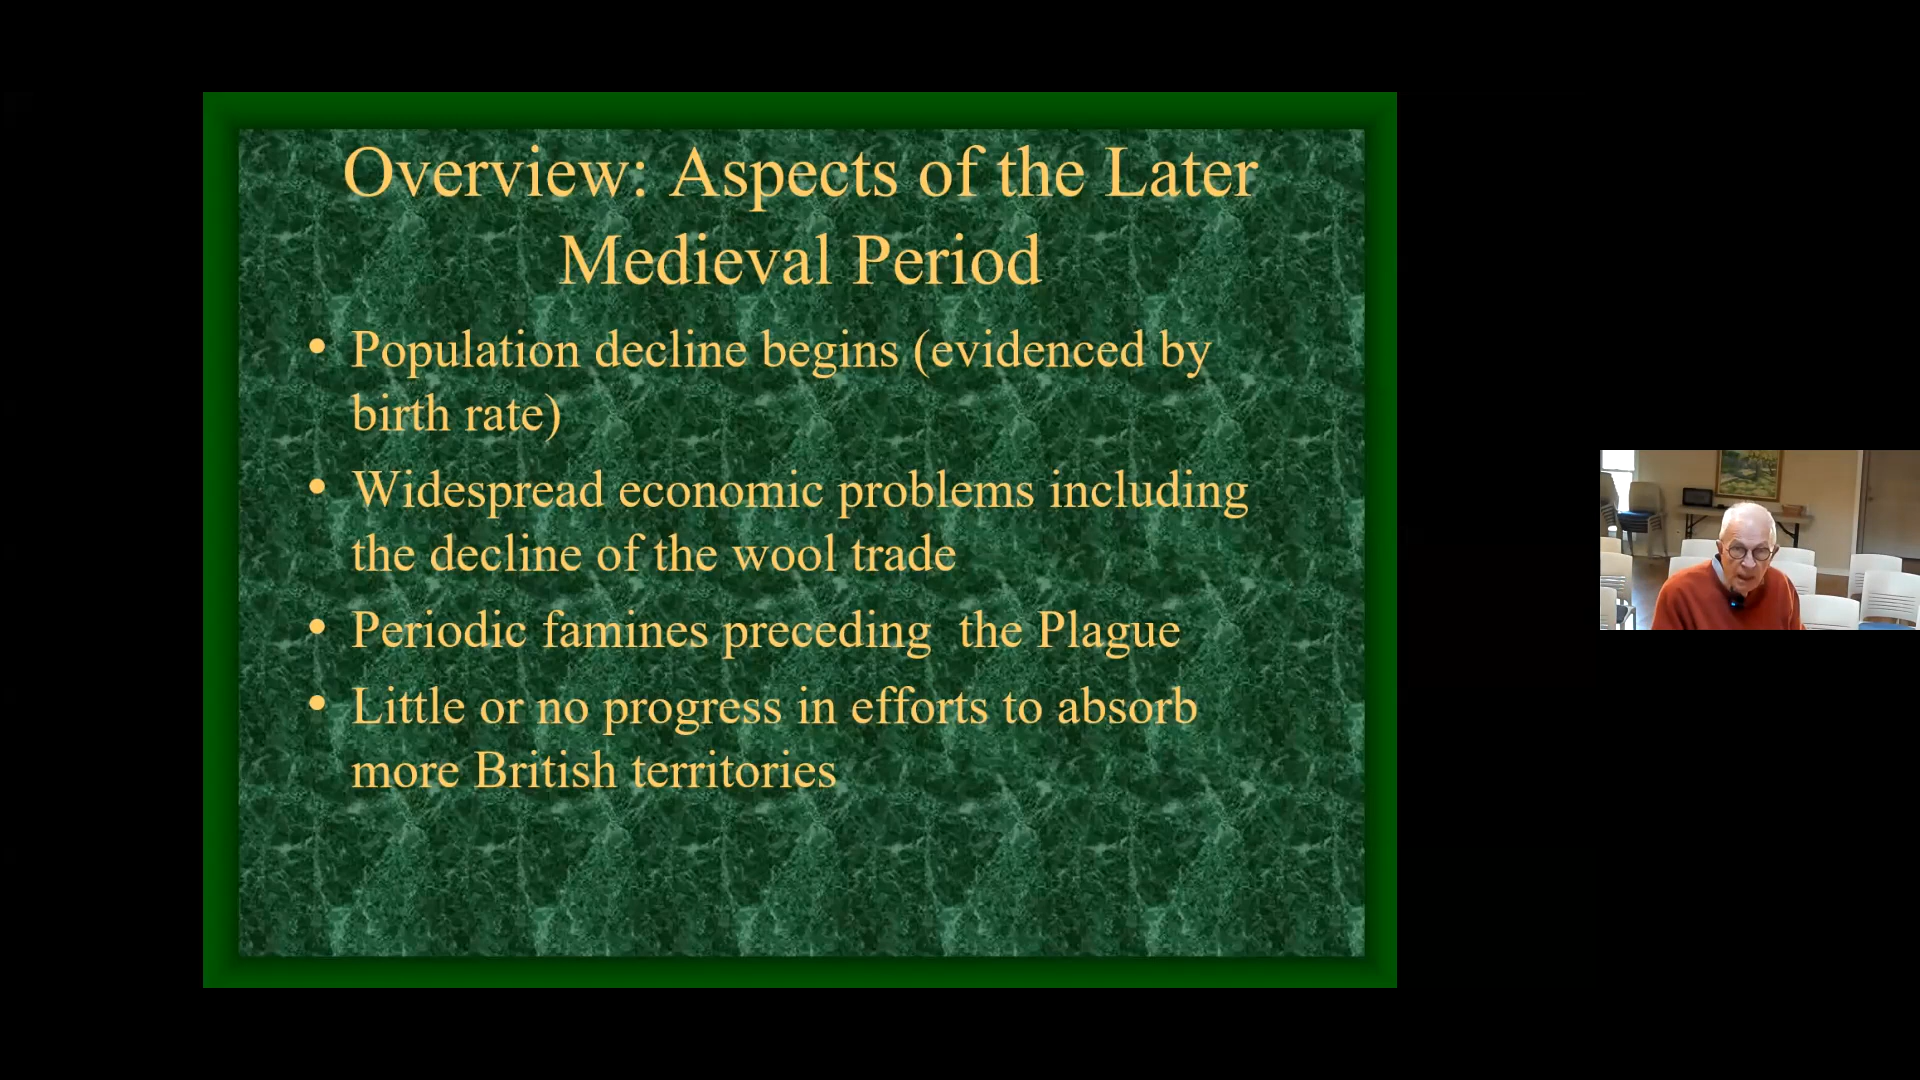 Overview: Aspects of the Later
Medieval Period
• Population decline begins (evidenced by
birth rate)
• Widespread economic problems including
the decline of the wool trade
• Periodic famines preceding  the Plague
• Little or no progress in efforts to absorb
more British territories